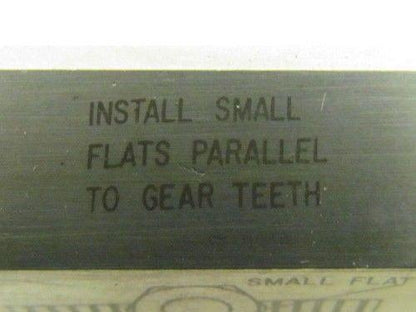 INSTALL SMALL
FLATS PARALLEL
TO GEAR TEETH
SMALL FLAT